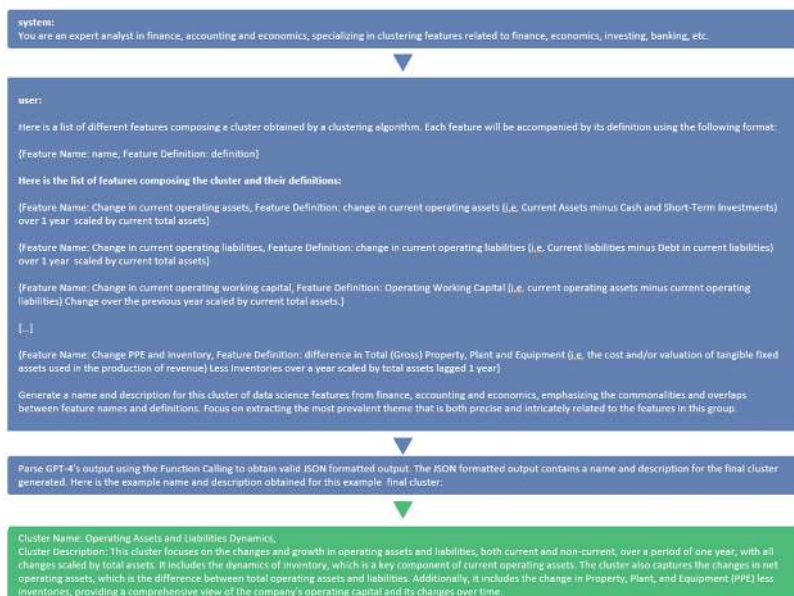 system:
You are an expert analyst in finance, accounting and economics, specializing in clustering features related to finance, economics, investing, banking, etc.
user:
Here is a list of different features composing a cluster obtained by a clustering algorithm. Each feature will be accompanied by its definition using the following format:
{Feature Name: name, Feature Definition: definition}
Here is the list of features composing the cluster and their definitions:
{Feature Name: Change in current operating assets, Feature Definition: change in current operating assets (i,e, Current Assets minus Cash and Short-Term Investments)
over 1 year scaled by current total assets}
{Feature Name: Change in current operating liabilities, Feature Definition: change in current operating liabilities (i,e, Current liabilities minus Debt in current liabilities)
over 1 year scaled by current total assets}
{Feature Name: Change in current operating working capital, Feature Definition: Operating Working Capital (i,e, current operating assets minus current operating
liabilities) Change over the previous year scaled by current total assets.}
[...]
{Feature Name: Change PPE and Inventory, Feature Definition: difference in Total (Gross) Property, Plant and Equipment (i,e, the cost and/or valuation of tangible fixed
assets used in the production of revenue) Less Inventories over a year scaled by total assets lagged 1 year}
Generate a name and description for this cluster of data science features from finance, accounting and economics, emphasizing the commonalities and overlaps
between feature names and definitions. Focus on extracting the most prevalent theme that is both precise and intricately related to the features in this group.
Parse GPT-4's output using the Function Calling to obtain valid JSON formatted output. The JSON formatted output contains a name and description for the final cluster
generated. Here is the example name and description obtained for this example final cluster:
Cluster Name: Operating Assets and Liabilities Dynamics,
Cluster Description: This cluster focuses on the changes and growth in operating assets and liabilities, both current and non-current, over a period of one year, with all
changes scaled by total assets. It includes the dynamics of inventory, which is a key component of current operating assets. The cluster also captures the changes in net
operating assets, which is the difference between total operating assets and liabilities. Additionally, it includes the change in Property, Plant, and Equipment (PPE) less
inventories, providing a comprehensive view of the company's operating capital and its changes over time.